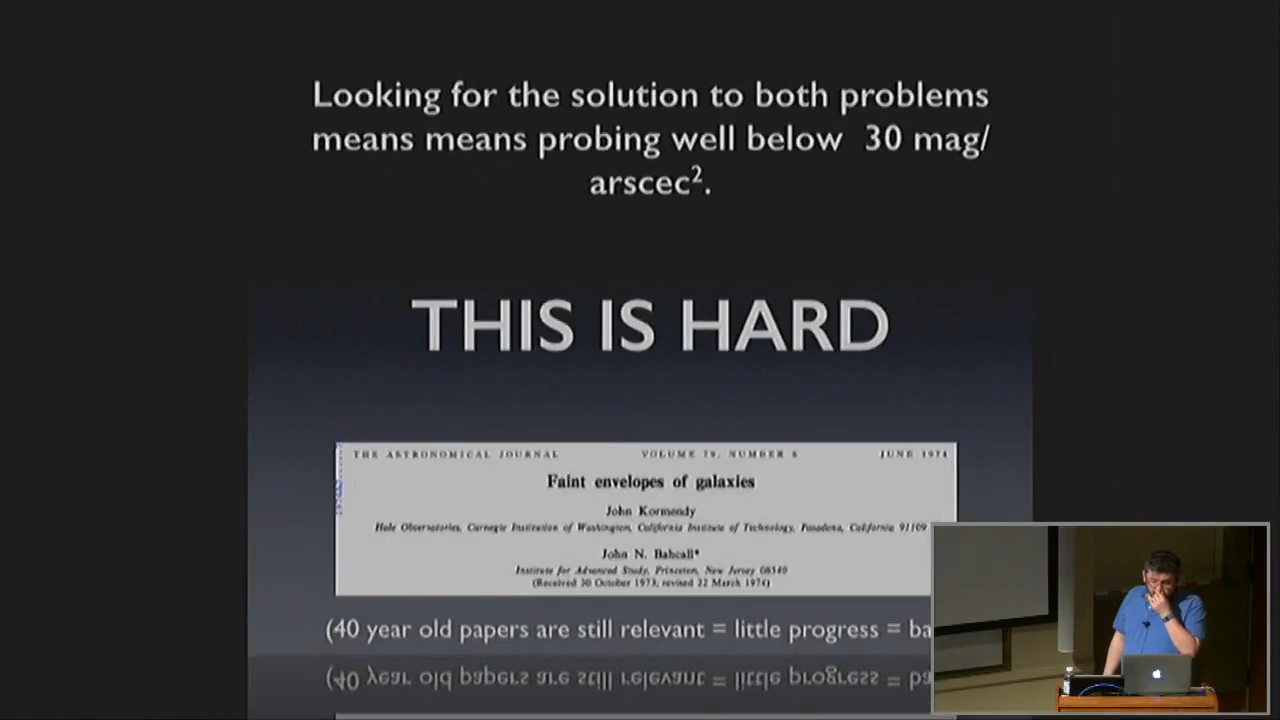 Looking for the solution to both problems
means means probing well below 30 mag/
arscec².
THIS IS HARD
THE ASTRONOMICAL JOURNAL VOLUME 79, NUMBER 6 JUNE 1974
Faint envelopes of galaxies
John Kormendy
Hale Observatories, Carnegie Institution of Washington, California Institute of Technology, Pasadena, California 91109
John N. Bahcall*
Institute for Advanced Study, Princeton, New Jersey 08540
(Received 30 October 1973; revised 22 March 1974)
(40 year old papers are still relevant = little progress = ba